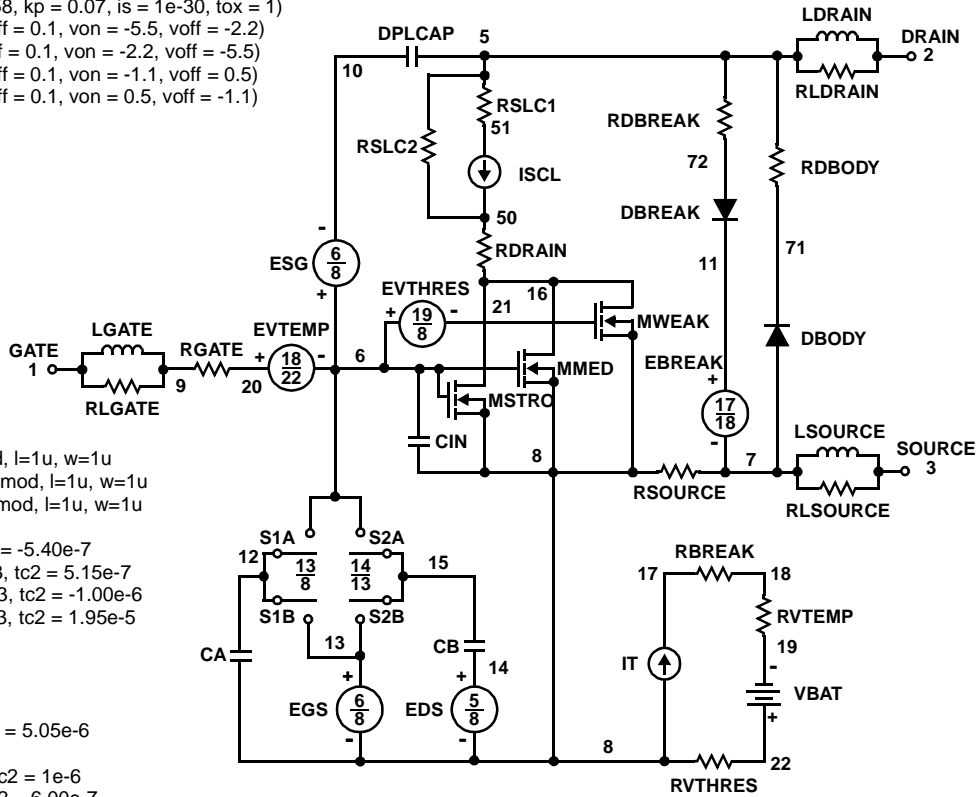 58, kp = 0.07, is = 1e-30, tox = 1)
ff = 0.1, von = -5.5, voff = -2.2)
f = 0.1, von = -2.2, voff = -5.5)
ff = 0.1, von = -1.1, voff = 0.5)
ff = 0.1, von = 0.5, voff = -1.1)
LDRAIN
DPLCAP 5 DRAIN
10 2
RLDRAIN
RSLC1
51
RDBREAK
RSLC2
72 RDBODY
ISCL
DBREAK
50
RDRAIN 71
ESG 6/8 11
EVTHRES 16
19/8 21 MWEAK
LGATE EVTEMP
GATE RGATE 18/22 6 MMED EBREAK DBODY
1 9 20
RLGATE MSTRO 17/18
CIN LSOURCE
8 7 SOURCE
3
RSOURCE RLSOURCE
d, l=1u, w=1u
mod, l=1u, w=1u
mod, l=1u, w=1u
= -5.40e-7
3, tc2 = 5.15e-7
3, tc2 = -1.00e-6
3, tc2 = 1.95e-5
S1A S2A
12 13/8 14/13 15
S1B S2B
RBREAK
17 18
RVTEMP
13 CB 19
CA 14 IT
VBAT
EGS 6/8 EDS 5/8
= 5.05e-6
8 22
RVTHRES
c2 = 1e-6